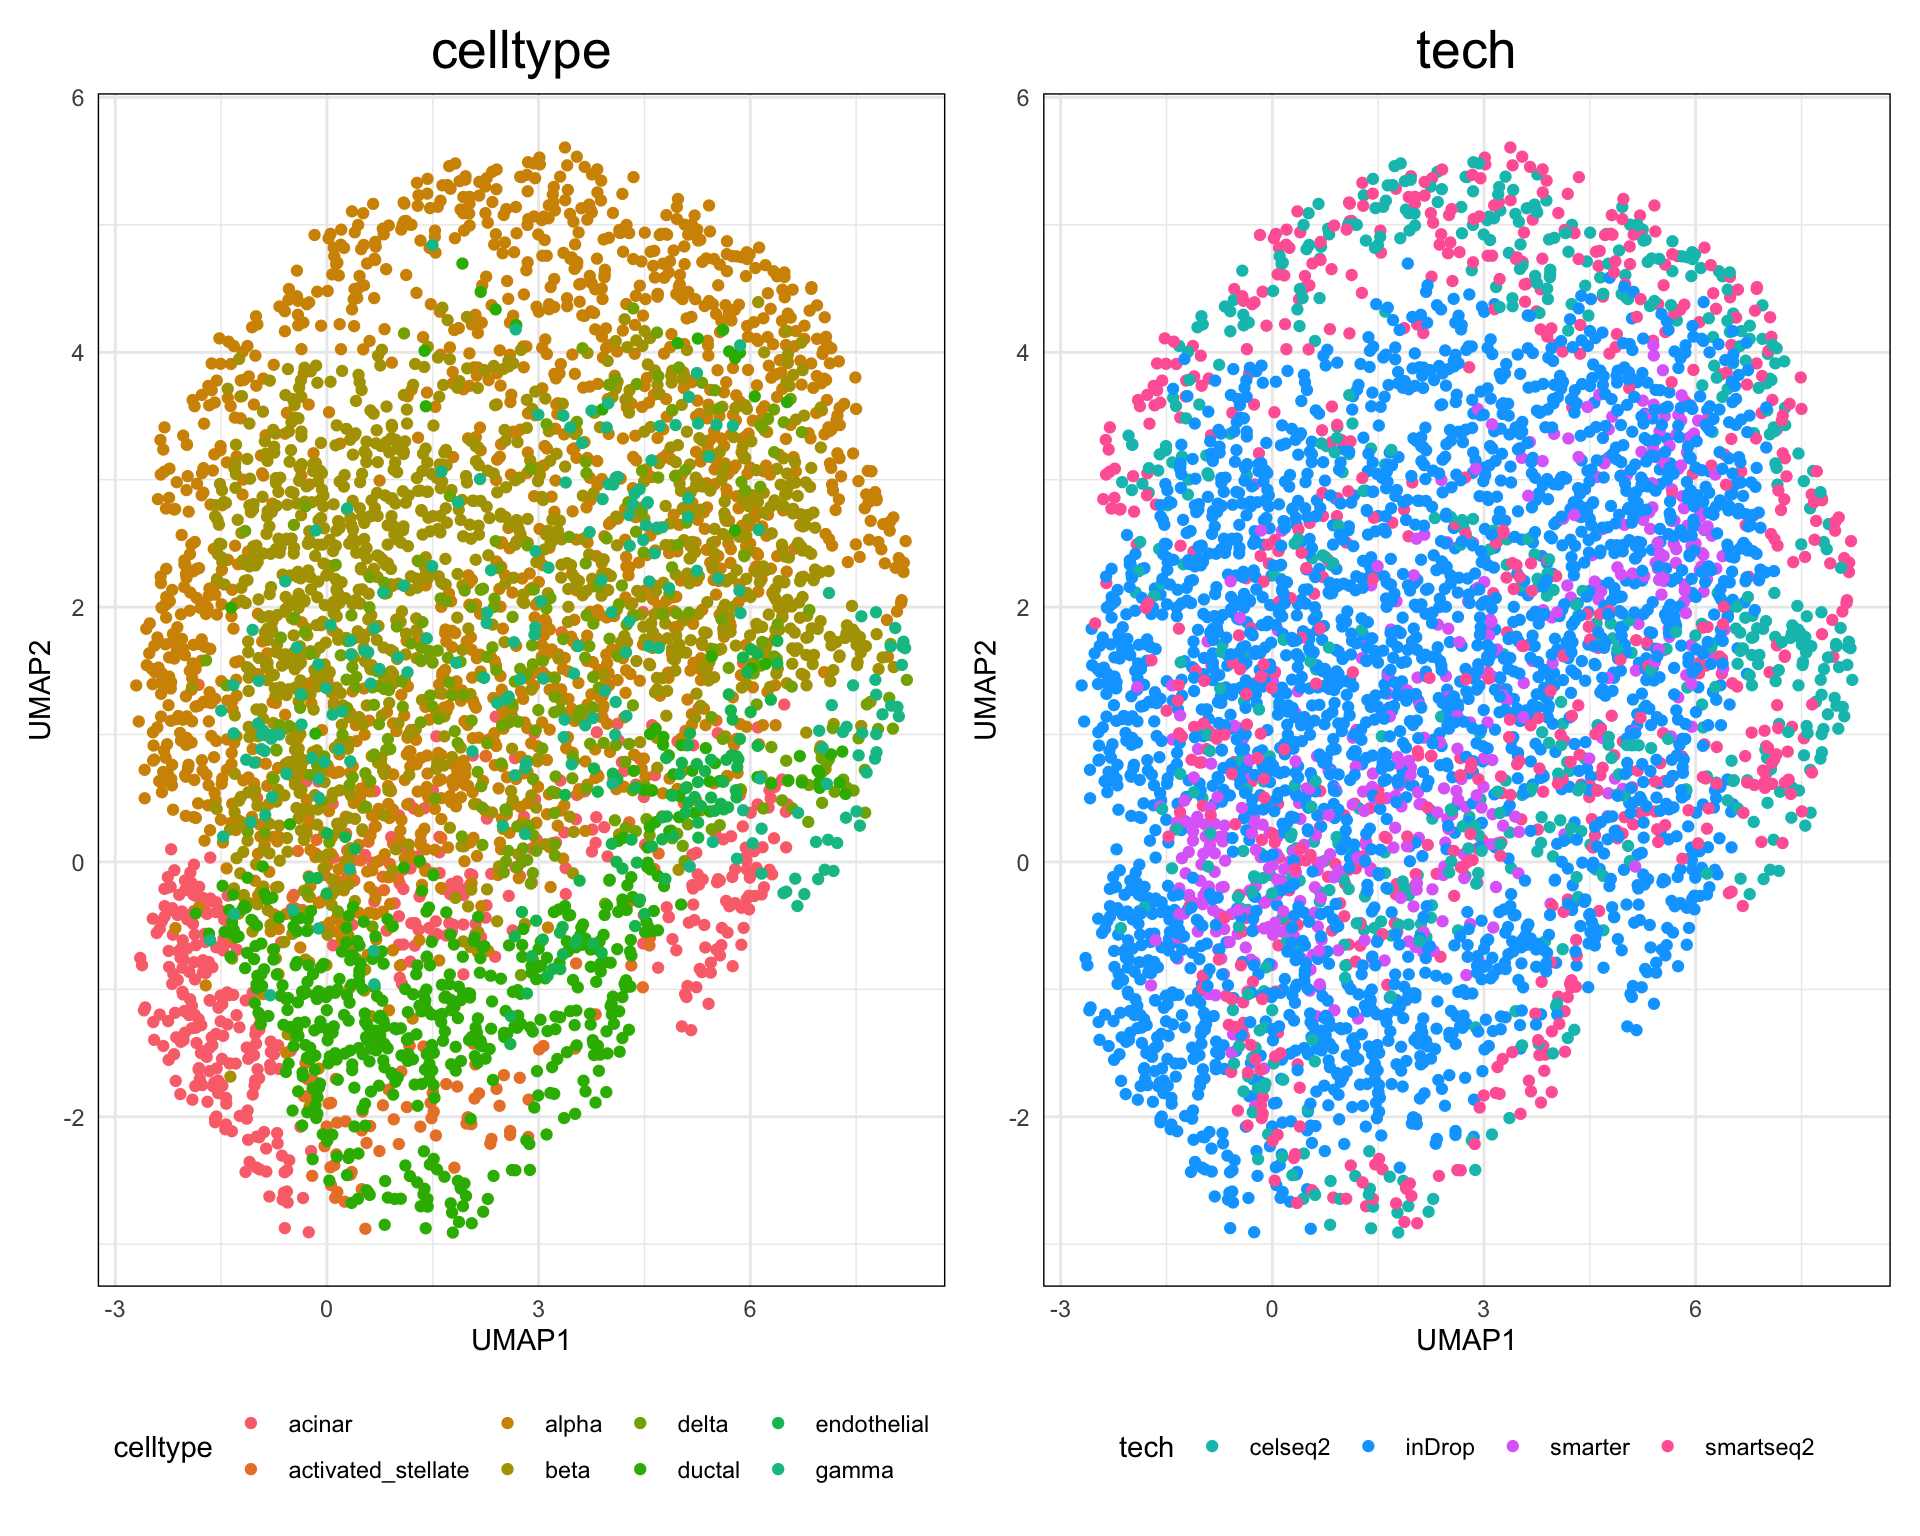 celltype
6
4
2
0
-2
UMAP2
-3 0 3 6
UMAP1
celltype
acinar alpha delta endothelial
activated_stellate beta ductal gamma
tech
6
4
2
0
-2
UMAP2
-3 0 3 6
UMAP1
tech celseq2 inDrop smarter smartseq2